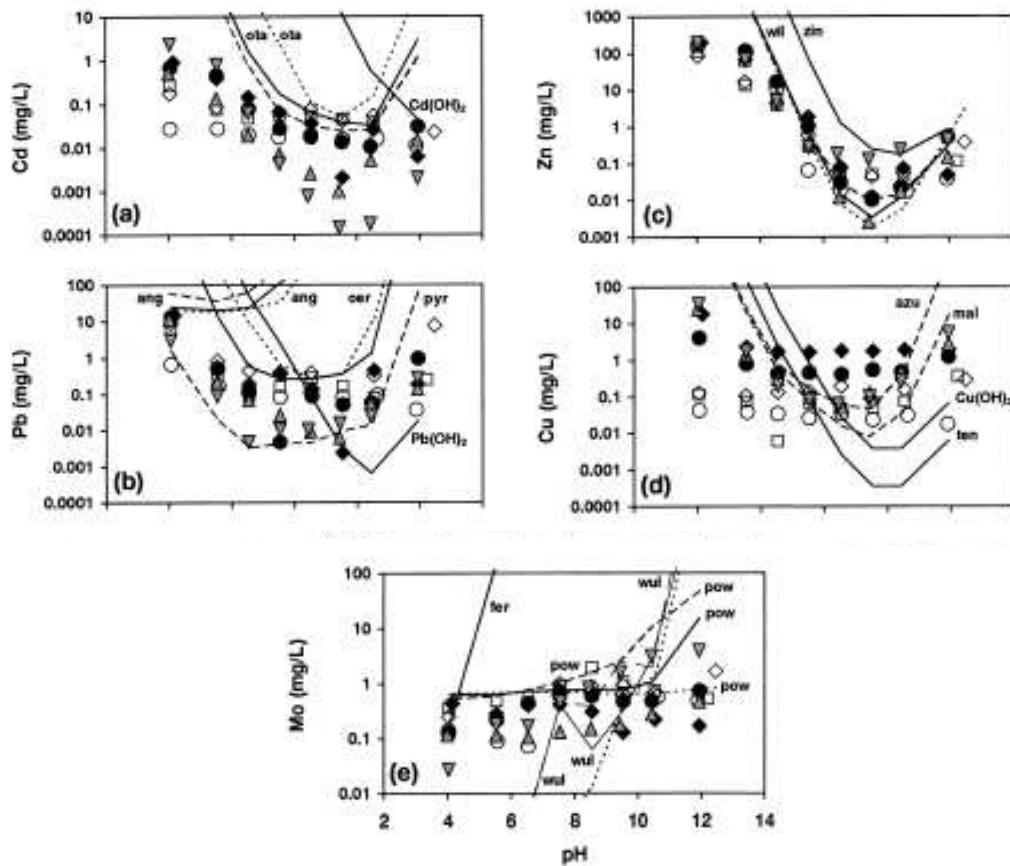 10
1
0.1
0.01
0.001
0.0001
Cd (mg/L)
ota
ota
Cd(OH)2
(a)
1000
100
10
1
0.1
0.01
0.001
Zn (mg/L)
wil
zin
(c)
100
10
1
0.1
0.01
0.001
0.0001
Pb (mg/L)
ang
ang
cer
pyr
Pb(OH)2
(b)
100
10
1
0.1
0.01
0.001
0.0001
Cu (mg/L)
azu
mal
Cu(OH)2
ten
(d)
100
10
1
0.1
0.01
Mo (mg/L)
fer
wul
pow
pow
pow
pow
wul
wul
(e)
2 4 6 8 10 12 14
pH